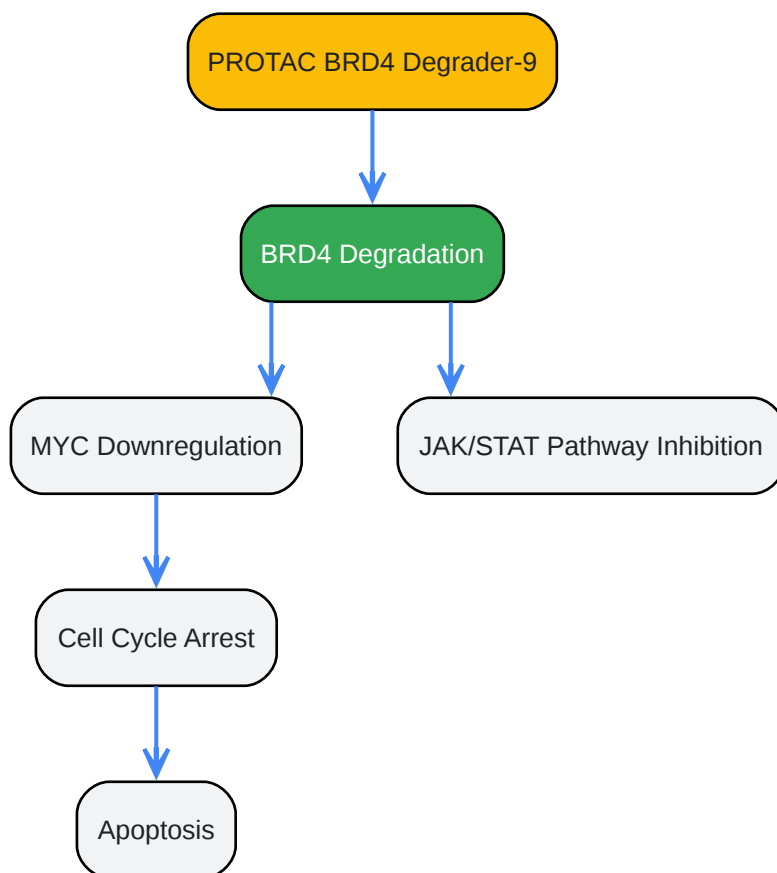 PROTAC BRD4 Degrader-9
BRD4 Degradation
MYC Downregulation
JAK/STAT Pathway Inhibition
Cell Cycle Arrest
Apoptosis